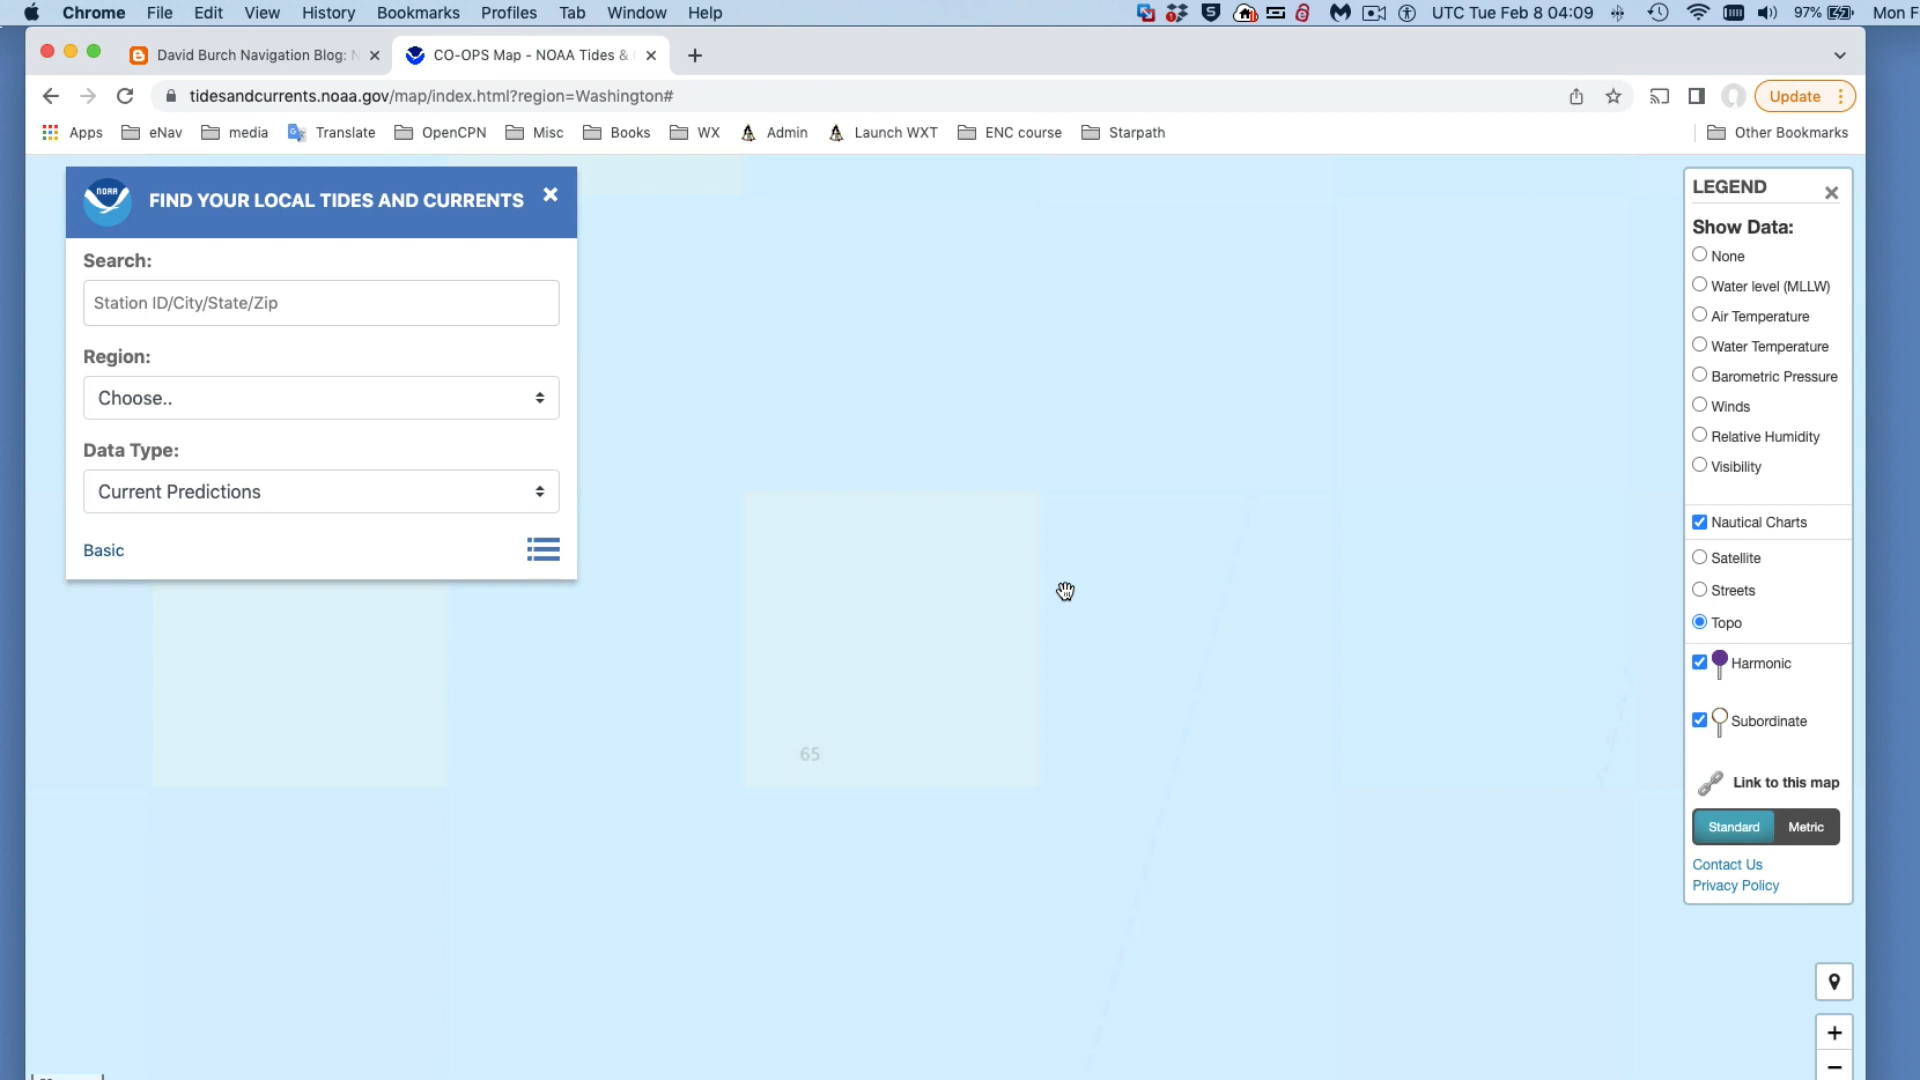 Chrome File Edit View History Bookmarks Profiles Tab Window Help UTC Tue Feb 8 04:09 97% Mon F
David Burch Navigation Blog: N CO-OPS Map - NOAA Tides &
tidesandcurrents.noaa.gov/map/index.html?region=Washington# Update
Apps eNav media Translate OpenCPN Misc Books WX Admin Launch WXT ENC course Starpath Other Bookmarks
NOAA
FIND YOUR LOCAL TIDES AND CURRENTS
Search:
Station ID/City/State/Zip
Region:
Choose..
Data Type:
Current Predictions
Basic
65
LEGEND
Show Data:
None
Water level (MLLW)
Air Temperature
Water Temperature
Barometric Pressure
Winds
Relative Humidity
Visibility
Nautical Charts
Satellite
Streets
Topo
Harmonic
Subordinate
Link to this map
Standard Metric
Contact Us
Privacy Policy
+
−